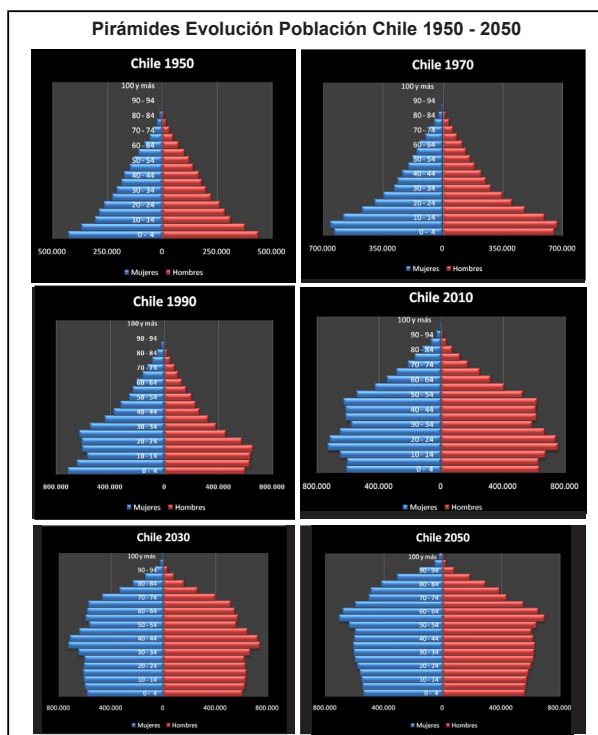 Pirámides Evolución Población Chile 1950 - 2050
Chile 1950
100 y más
90 - 94
80 - 84
70 - 74
60 - 64
50 - 54
40 - 44
30 - 34
20 - 24
10 - 14
0 - 4
500.000 250.000 0 250.000 500.000
Mujeres Hombres
Chile 1970
100 y más
90 - 94
80 - 84
70 - 74
60 - 64
50 - 54
40 - 44
30 - 34
20 - 24
10 - 14
0 - 4
700.000 350.000 0 350.000 700.000
Mujeres Hombres
Chile 1990
100 y más
90 - 94
80 - 84
70 - 74
60 - 64
50 - 54
40 - 44
30 - 34
20 - 24
10 - 14
0 - 4
800.000 400.000 0 400.000 800.000
Mujeres Hombres
Chile 2010
100 y más
90 - 94
80 - 84
70 - 74
60 - 64
50 - 54
40 - 44
30 - 34
20 - 24
10 - 14
0 - 4
800.000 400.000 0 400.000 800.000
Mujeres Hombres
Chile 2030
100 y más
90 - 94
80 - 84
70 - 74
60 - 64
50 - 54
40 - 44
30 - 34
20 - 24
10 - 14
0 - 4
800.000 400.000 0 400.000 800.000
Mujeres Hombres
Chile 2050
100 y más
90 - 94
80 - 84
70 - 74
60 - 64
50 - 54
40 - 44
30 - 34
20 - 24
10 - 14
0 - 4
800.000 400.000 0 400.000 800.000
Mujeres Hombres